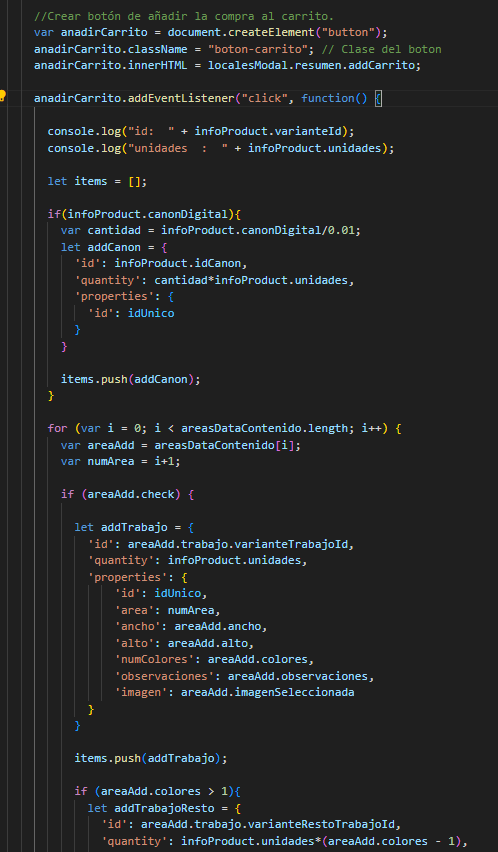 //Crear botón de añadir la compra al carrito.
var anadirCarrito = document.createElement("button");
anadirCarrito.className = "boton-carrito"; // Clase del boton
anadirCarrito.innerHTML = localesModal.resumen.addCarrito;
anadirCarrito.addEventListener("click", function() {
console.log("id:  " + infoProduct.varianteId);
console.log("unidades  :  " + infoProduct.unidades);
let items = [];
if(infoProduct.canonDigital){
var cantidad = infoProduct.canonDigital/0.01;
let addCanon = {
'id': infoProduct.idCanon,
'quantity': cantidad*infoProduct.unidades,
'properties': {
'id': idUnico
}
}
items.push(addCanon);
}
for (var i = 0; i < areasDataContenido.length; i++) {
var areaAdd = areasDataContenido[i];
var numArea = i+1;
if (areaAdd.check) {
let addTrabajo = {
'id': areaAdd.trabajo.varianteTrabajoId,
'quantity': infoProduct.unidades,
'properties': {
'id': idUnico,
'area': numArea,
'ancho': areaAdd.ancho,
'alto': areaAdd.alto,
'numColores': areaAdd.colores,
'observaciones': areaAdd.observaciones,
'imagen': areaAdd.imagenSeleccionada
}
}
items.push(addTrabajo);
if (areaAdd.colores > 1){
let addTrabajoResto = {
'id': areaAdd.trabajo.varianteRestoTrabajoId,
'quantity': infoProduct.unidades*(areaAdd.colores - 1),